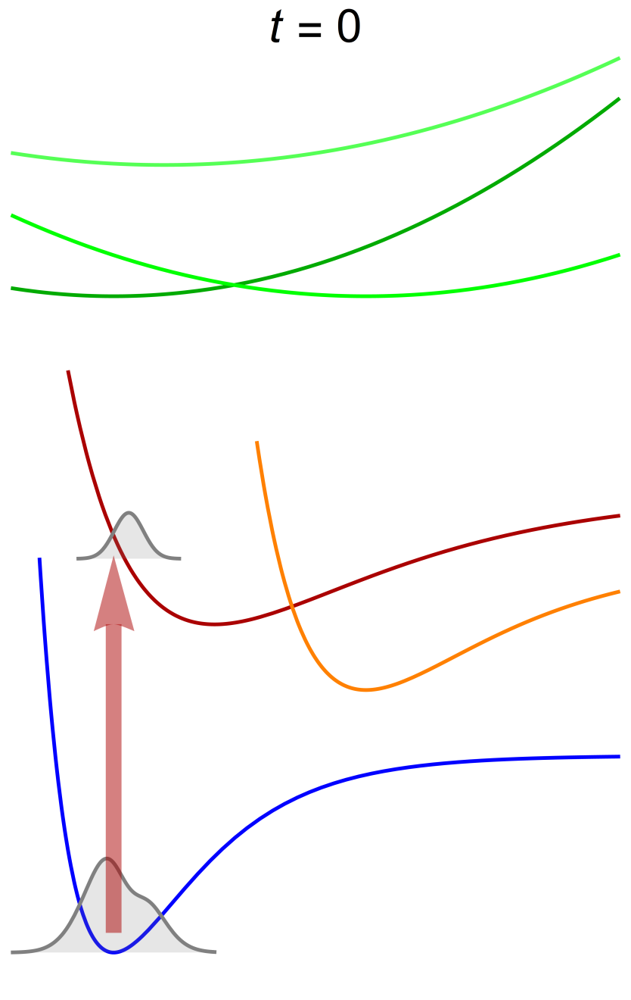 t = 0